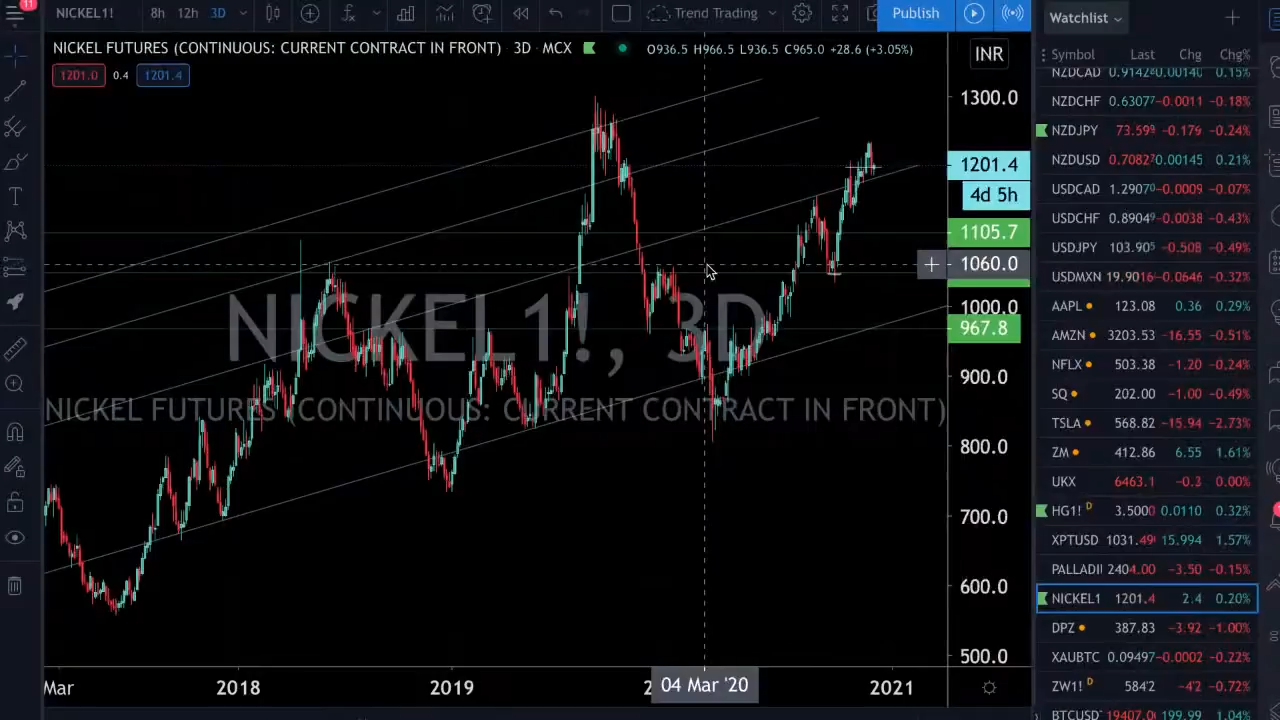 11
NICKEL1!
8h 12h 3D
Trend Trading
Publish
Watchlist
NICKEL FUTURES (CONTINUOUS: CURRENT CONTRACT IN FRONT) · 3D · MCX
O936.5 H966.5 L936.5 C965.0 +28.6 (+3.05%)
INR
1201.0 0.4 1201.4
Symbol Last Chg Chg%
NZDCAD 0.9142 0.00140 0.15%
NZDCHF 0.63077 -0.0011 -0.18%
NZDJPY 73.599 -0.179 -0.24%
NZDUSD 0.70827 0.00145 0.21%
USDCAD 1.29070 -0.0009 -0.07%
USDCHF 0.89049 -0.0038 -0.43%
USDJPY 103.905 -0.508 -0.49%
USDMXN 19.9016 -0.0646 -0.32%
AAPL 123.08 0.36 0.29%
AMZN 3203.53 -16.55 -0.51%
NFLX 503.38 -1.20 -0.24%
SQ 202.00 -1.00 -0.49%
TSLA 568.82 -15.94 -2.73%
ZM 412.86 6.55 1.61%
UKX 6463.1 -0.3 0.00%
HG1! D 3.5000 0.0110 0.32%
XPTUSD 1031.49 15.994 1.57%
PALLADI 2404.00 -3.50 -0.15%
NICKEL1 1201.4 2.4 0.20%
DPZ 387.83 -3.92 -1.00%
XAUBTC 0.09497 -0.0002 -0.22%
ZW1! D 584'2 -4'2 -0.72%
BTCUSD 19407.0 199.99 1.04%
1300.0
1201.4
4d 5h
1105.7
1060.0
1000.0
967.8
900.0
800.0
700.0
600.0
500.0
NICKEL1!, 3D
NICKEL FUTURES (CONTINUOUS: CURRENT CONTRACT IN FRONT)
Mar 2018 2019 04 Mar '20 2021